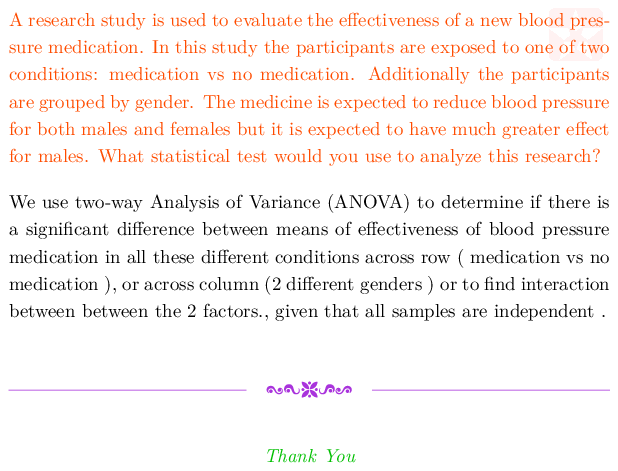 A research study is used to evaluate the effectiveness of a new blood pres-
sure medication. In this study the participants are exposed to one of two
conditions: medication vs no medication. Additionally the participants
are grouped by gender. The medicine is expected to reduce blood pressure
for both males and females but it is expected to have much greater effect
for males. What statistical test would you use to analyze this research?
We use two-way Analysis of Variance (ANOVA) to determine if there is
a significant difference between means of effectiveness of blood pressure
medication in all these different conditions across row ( medication vs no
medication ), or across column (2 different genders ) or to find interaction
between between the 2 factors., given that all samples are independent .
Thank You